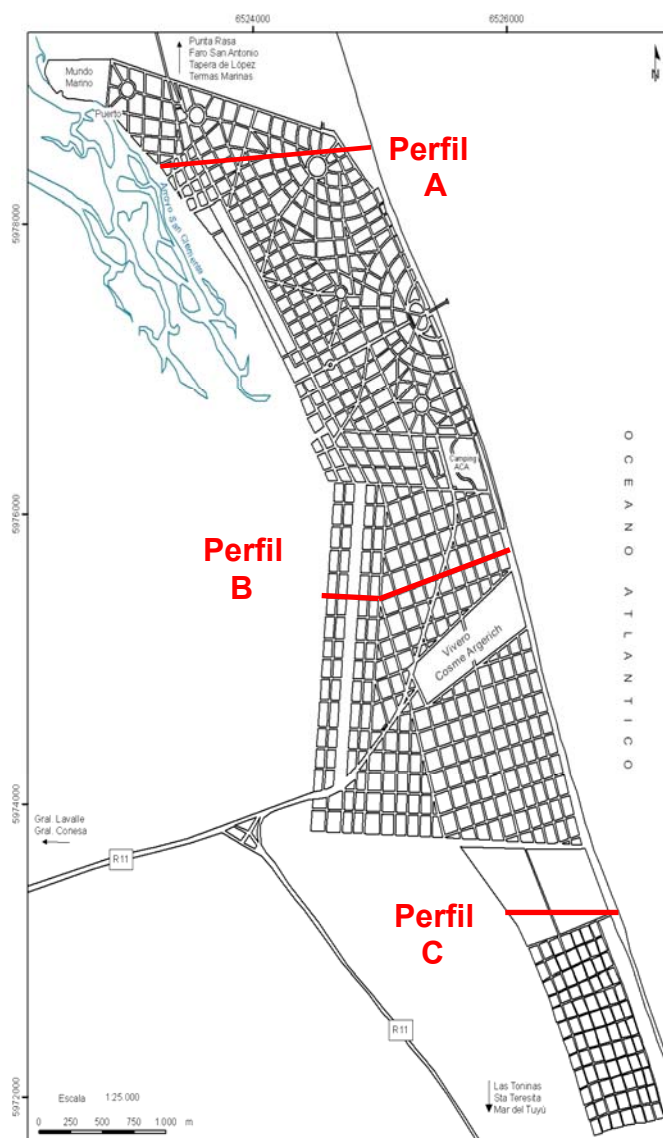 6524000
6526000
Punta Rasa
Faro San Antonio
Tapera de López
Termas Marinas
N
Mundo
Marino
Puerto
Perfil
A
Arroyo San Clemente
5978000
Camping
ACA
OCEANO ATLANTICO
5976000
Perfil
B
Vivero
Cosme Argerich
5974000
Gral. Lavalle
Gral. Conesa
R11
Perfil
C
R11
5972000
Escala 1:25.000
0 250 500 750 1.000 m
Las Toninas
Sta Teresita
Mar del Tuyú